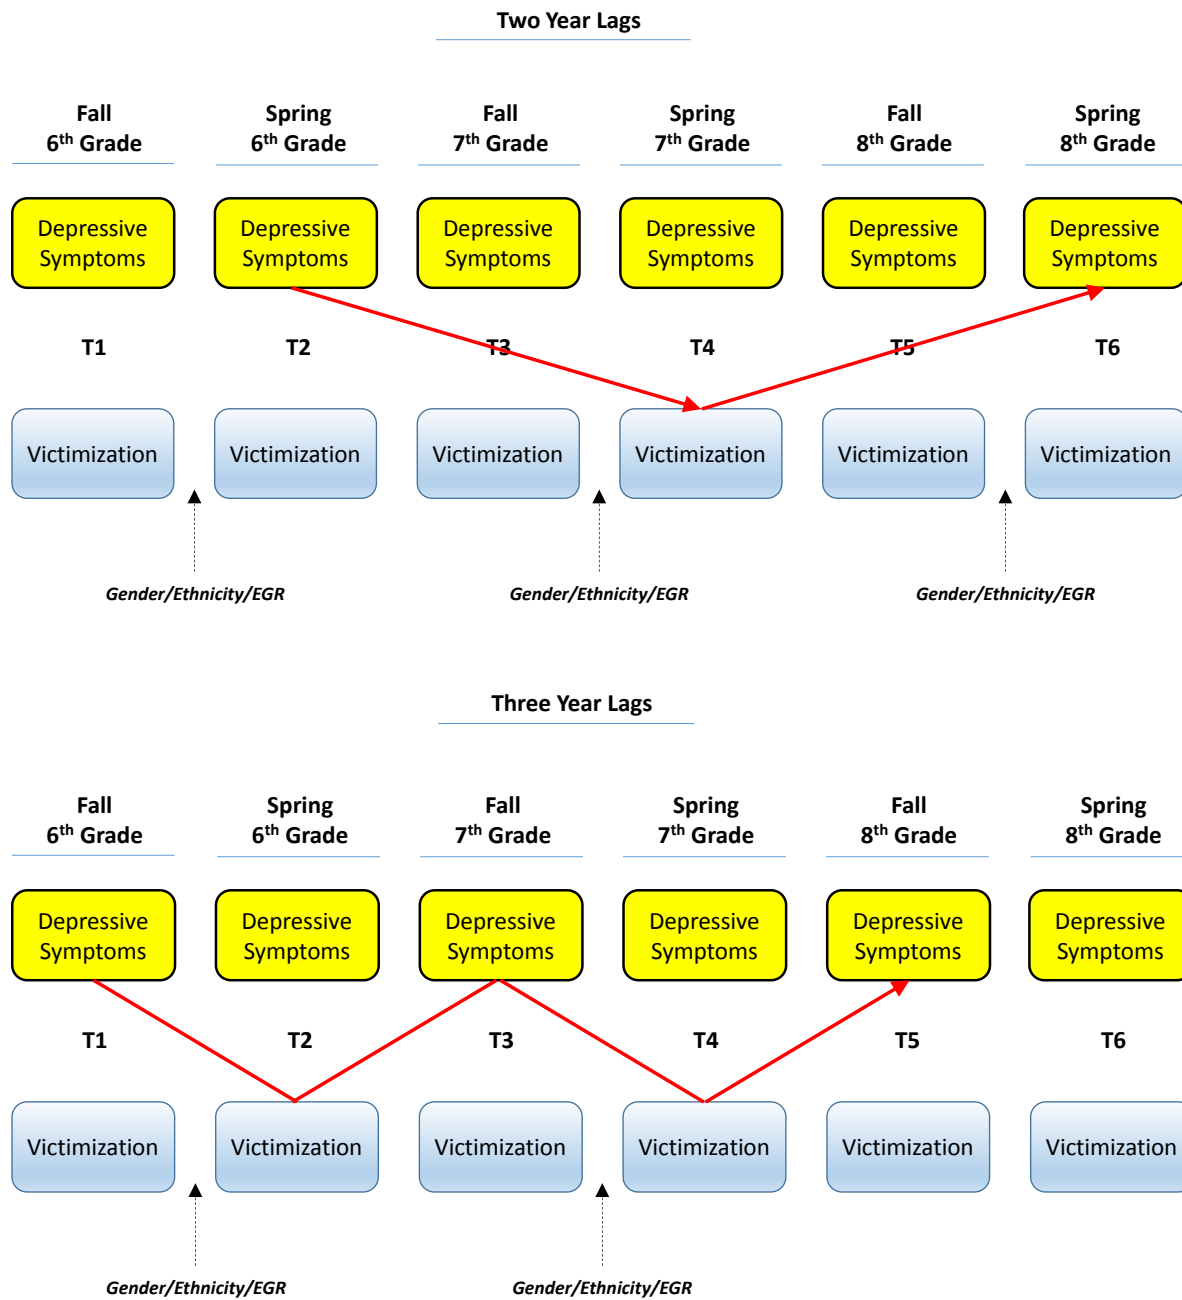 Two Year Lags
Fall Spring Fall Spring Fall Spring
6th Grade 6th Grade 7th Grade 7th Grade 8th Grade 8th Grade
Depressive Depressive Depressive Depressive Depressive Depressive
Symptoms Symptoms Symptoms Symptoms Symptoms Symptoms
T1 T2 T3 T4 T5 T6
Victimization Victimization Victimization Victimization Victimization Victimization
Gender/Ethnicity/EGR Gender/Ethnicity/EGR Gender/Ethnicity/EGR
Three Year Lags
Fall Spring Fall Spring Fall Spring
6th Grade 6th Grade 7th Grade 7th Grade 8th Grade 8th Grade
Depressive Depressive Depressive Depressive Depressive Depressive
Symptoms Symptoms Symptoms Symptoms Symptoms Symptoms
T1 T2 T3 T4 T5 T6
Victimization Victimization Victimization Victimization Victimization Victimization
Gender/Ethnicity/EGR Gender/Ethnicity/EGR